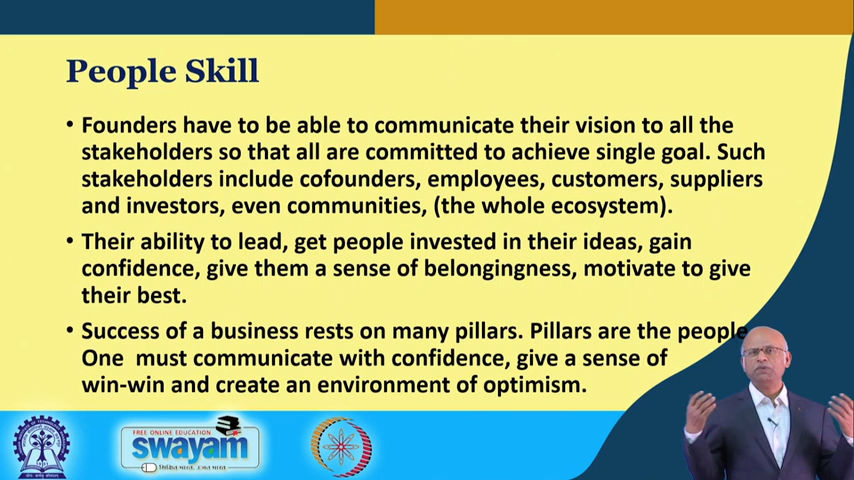 People Skill
• Founders have to be able to communicate their vision to all the
stakeholders so that all are committed to achieve single goal. Such
stakeholders include cofounders, employees, customers, suppliers
and investors, even communities, (the whole ecosystem).
• Their ability to lead, get people invested in their ideas, gain
confidence, give them a sense of belongingness, motivate to give
their best.
• Success of a business rests on many pillars. Pillars are the people
One must communicate with confidence, give a sense of
win-win and create an environment of optimism.
FREE ONLINE EDUCATION
swayam